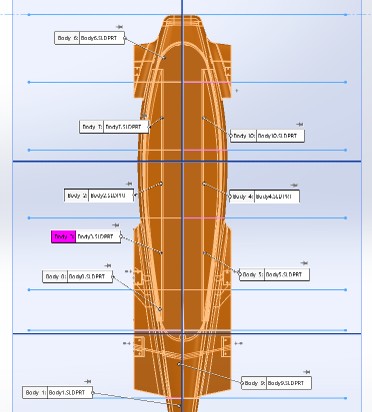 Body 6: Body6.SLDPRT
Body 7: Body7.SLDPRT
Body 10: Body10.SLDPRT
Body 2: Body2.SLDPRT
Body 4: Body4.SLDPRT
Body 3: Body3.SLDPRT
Body 5: Body5.SLDPRT
Body 8: Body8.SLDPRT
Body 9: Body9.SLDPRT
Body 1: Body1.SLDPRT